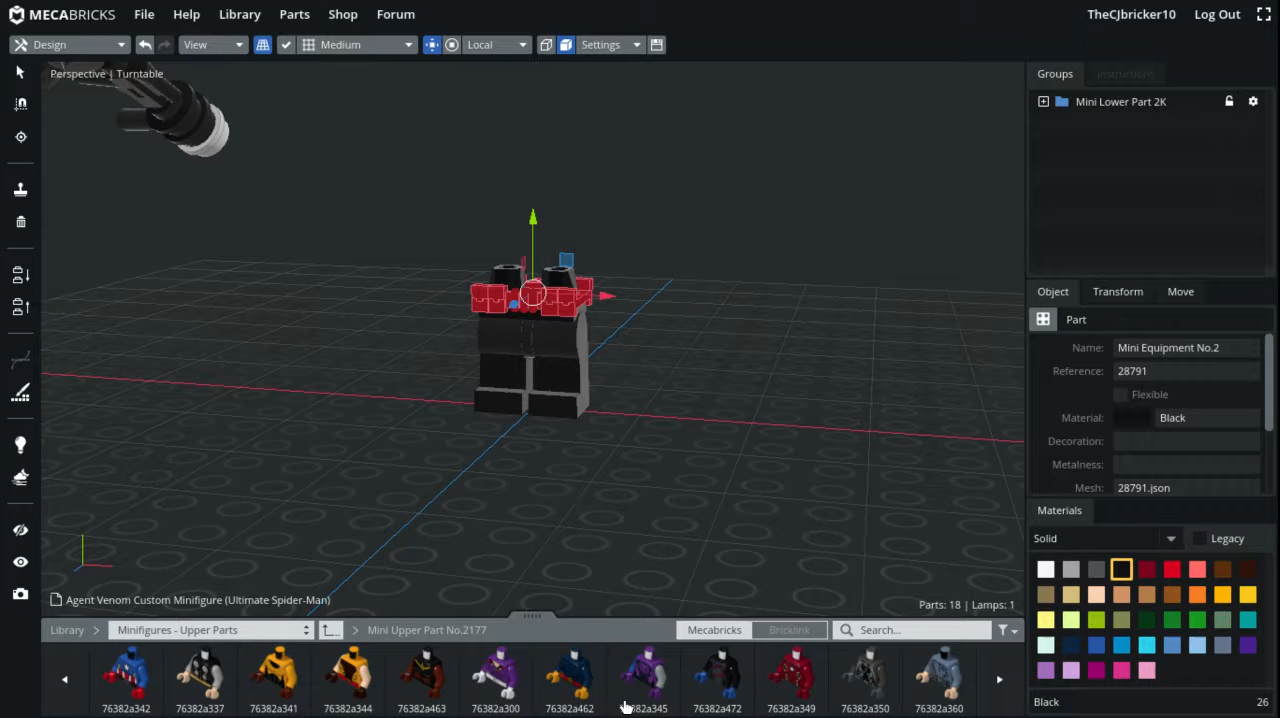 MECABRICKS File Help Library Parts Shop Forum TheCJbricker10 Log Out
Design View Medium Local Settings
Perspective | Turntable
Groups Instructions
Mini Lower Part 2K
Object Transform Move
Part
Name: Mini Equipment No.2
Reference: 28791
Flexible
Material: Black
Decoration:
Metalness:
Mesh: 28791.json
Materials
Solid Legacy
Agent Venom Custom Minifigure (Ultimate Spider-Man) Parts: 18 | Lamps: 1
Library Minifigures - Upper Parts Mini Upper Part No.2177 Mecabricks Bricklink Search...
76382a342 76382a337 76382a341 76382a344 76382a463 76382a300 76382a462 a345 76382a472 76382a349 76382a350 76382a360
Black 26